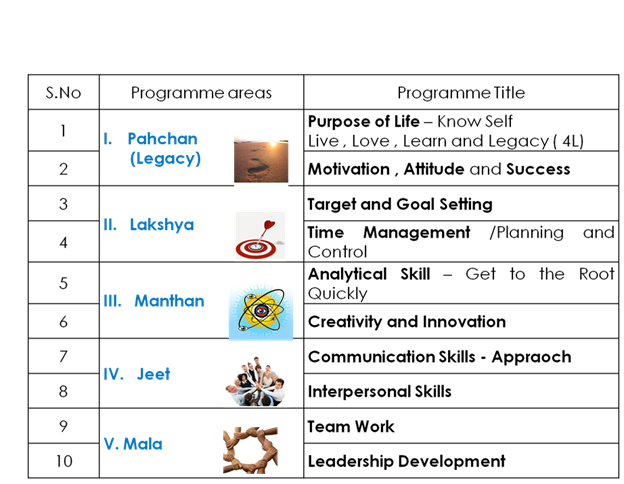 S.No Programme areas Programme Title
1 I. Pahchan (Legacy) Purpose of Life – Know Self
Live , Love , Learn and Legacy ( 4L)
2 Motivation , Attitude and Success
3 II. Lakshya Target and Goal Setting
4 Time Management /Planning and
Control
5 III. Manthan Analytical Skill – Get to the Root
Quickly
6 Creativity and Innovation
7 IV. Jeet Communication Skills - Appraoch
8 Interpersonal Skills
9 V. Mala Team Work
10 Leadership Development